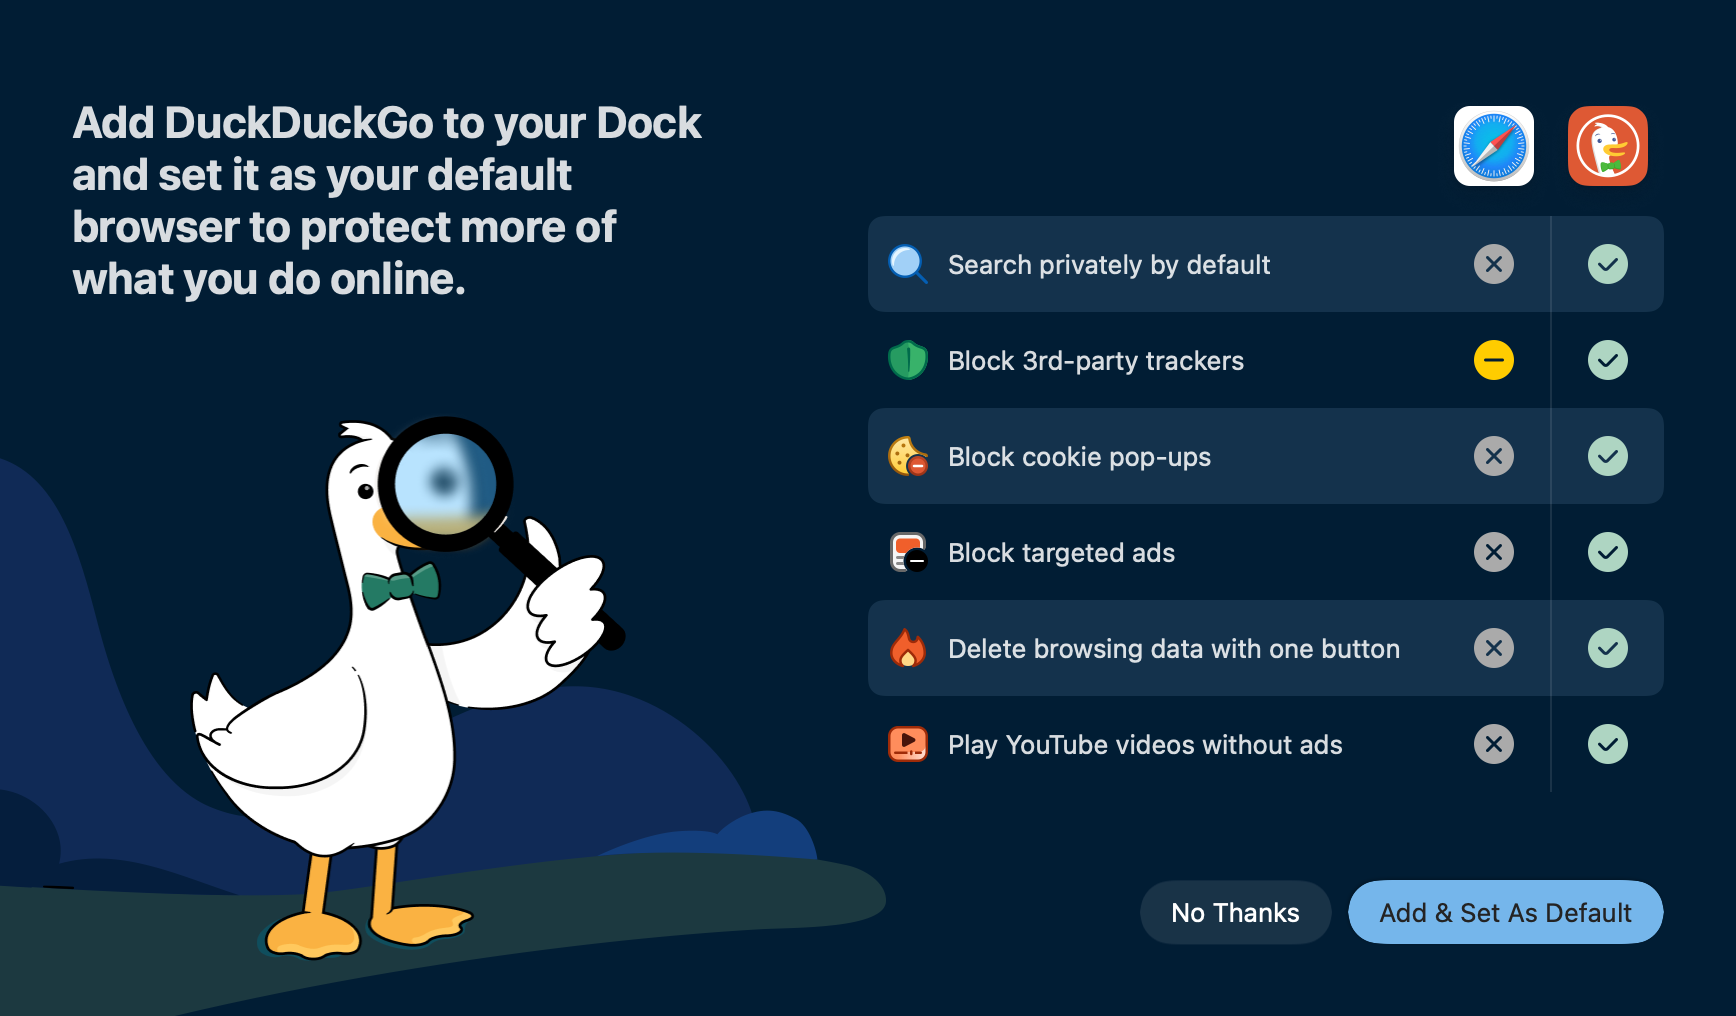 Add DuckDuckGo to your Dock
and set it as your default
browser to protect more of
what you do online.
Search privately by default
Block 3rd-party trackers
Block cookie pop-ups
Block targeted ads
Delete browsing data with one button
Play YouTube videos without ads
No Thanks
Add & Set As Default